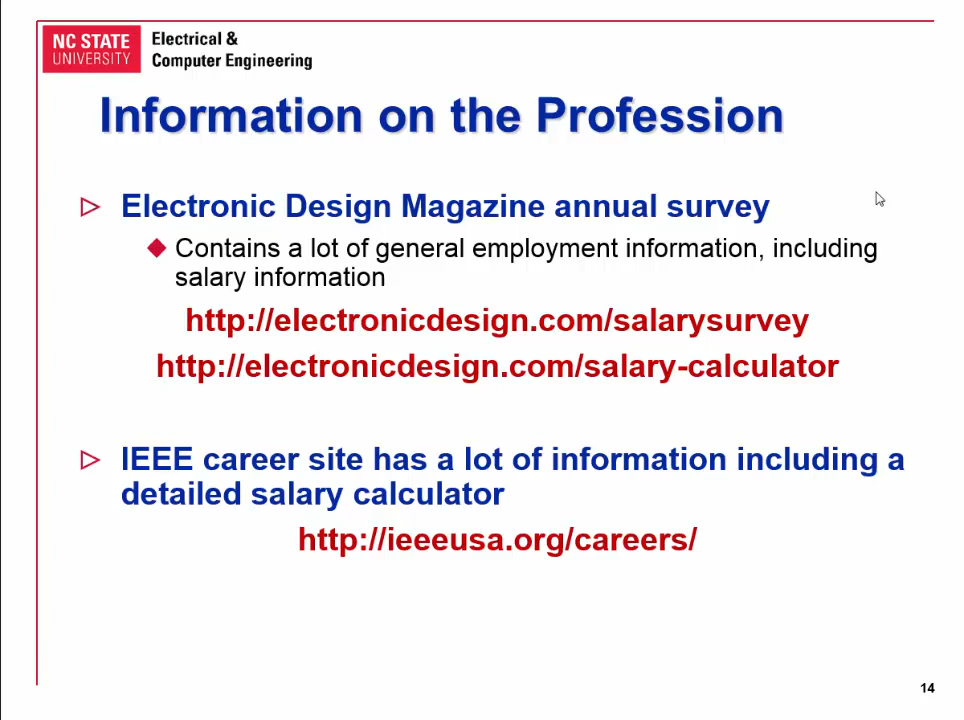 NC STATE
UNIVERSITY
Electrical &
Computer Engineering
Information on the Profession
Electronic Design Magazine annual survey
Contains a lot of general employment information, including
salary information
http://electronicdesign.com/salarysurvey
http://electronicdesign.com/salary-calculator
IEEE career site has a lot of information including a
detailed salary calculator
http://ieeeusa.org/careers/
14